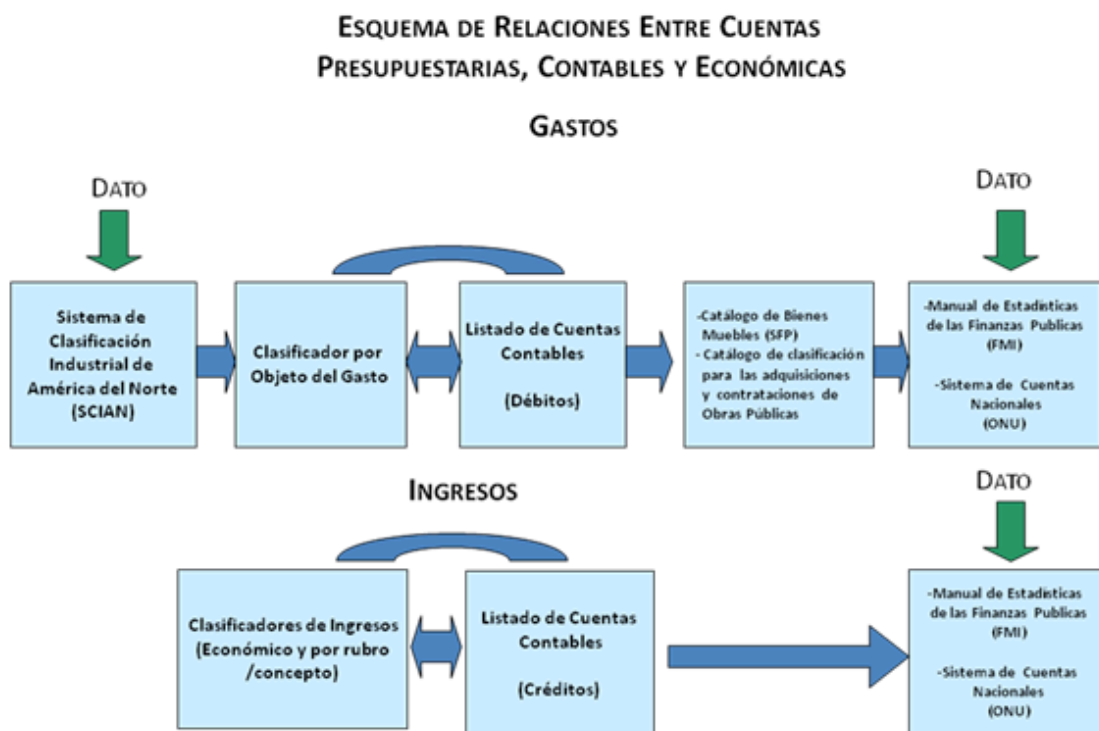 ESQUEMA DE RELACIONES ENTRE CUENTAS
PRESUPUESTARIAS, CONTABLES Y ECONÓMICAS
GASTOS
DATO
DATO
Sistema de
Clasificación
Industrial de
América del Norte
(SCIAN)
Clasificador por
Objeto del Gasto
Listado de Cuentas
Contables
(Débitos)
-Catálogo de Bienes
Muebles (SFP)
- Catálogo de clasificación
para las adquisiciones
y contrataciones de
Obras Públicas
-Manual de Estadísticas
de las Finanzas Publicas
(FMI)
-Sistema de Cuentas
Nacionales
(ONU)
INGRESOS
DATO
Clasificadores de Ingresos
(Económico y por rubro
/concepto)
Listado de Cuentas
Contables
(Créditos)
-Manual de Estadísticas
de las Finanzas Publicas
(FMI)
-Sistema de Cuentas
Nacionales
(ONU)